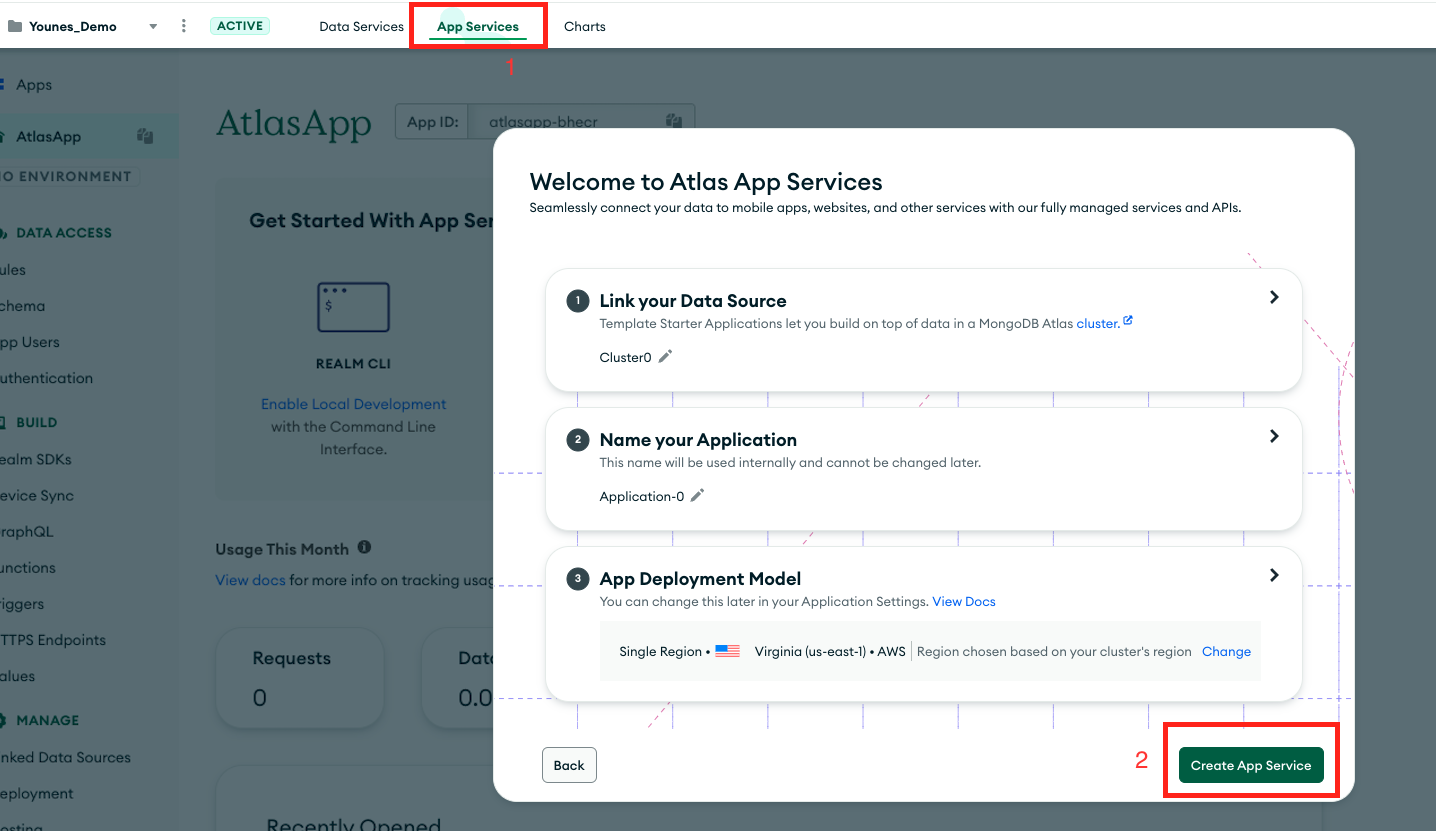 Younes_Demo
ACTIVE
Data Services
App Services
Charts
1
Apps
AtlasApp
AtlasApp
App ID:
atlasapp-bhecr
O ENVIRONMENT
Get Started With App Ser
DATA ACCESS
ules
chema
pp Users
uthentication
$
REALM CLI
Enable Local Development
with the Command Line
Interface.
BUILD
ealm SDKs
evice Sync
raphQL
unctions
iggers
TTPS Endpoints
alues
MANAGE
nked Data Sources
eployment
osting
Usage This Month
View docs for more info on tracking usag
Requests
0
Data
0.0
Recently Opened
Welcome to Atlas App Services
Seamlessly connect your data to mobile apps, websites, and other services with our fully managed services and APIs.
1 Link your Data Source
Template Starter Applications let you build on top of data in a MongoDB Atlas cluster.
Cluster0
2 Name your Application
This name will be used internally and cannot be changed later.
Application-0
3 App Deployment Model
You can change this later in your Application Settings. View Docs
Single Region • Virginia (us-east-1) • AWS Region chosen based on your cluster's region Change
Back
2
Create App Service